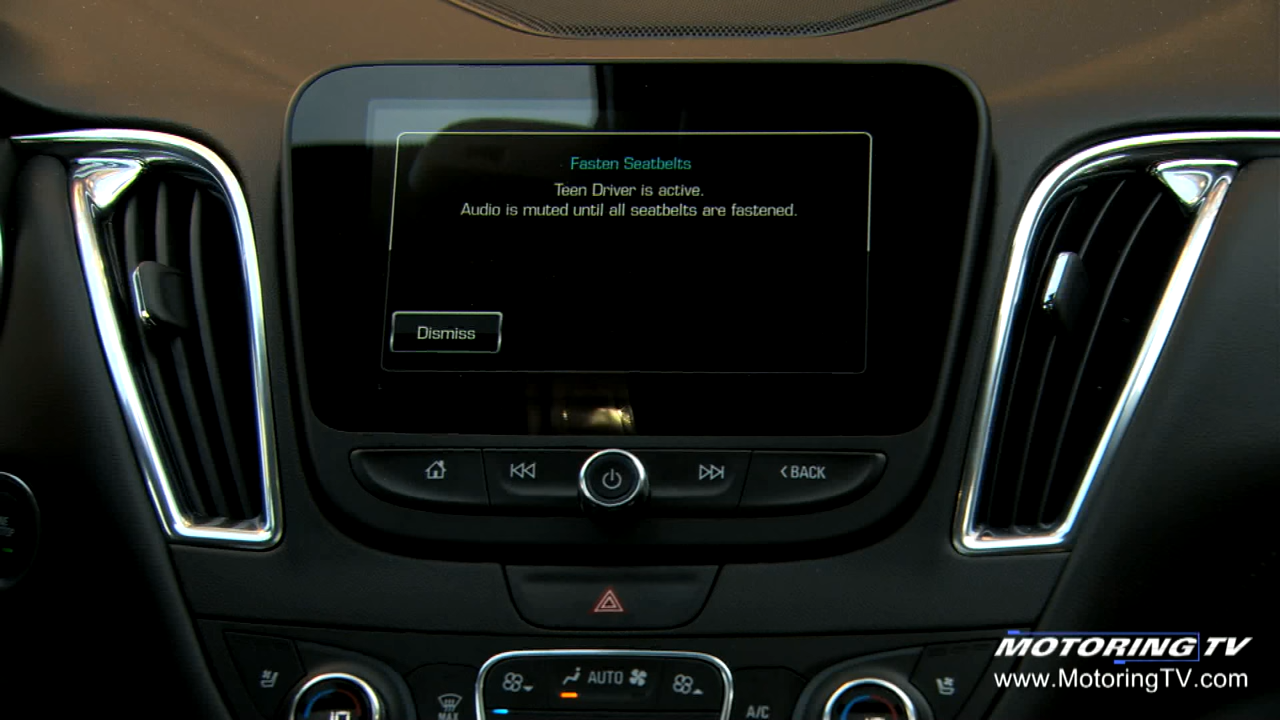 Fasten Seatbelts
Teen Driver is active.
Audio is muted until all seatbelts are fastened.
Dismiss
BACK
AUTO
MAX
A/C
MOTORING TV
www.MotoringTV.com